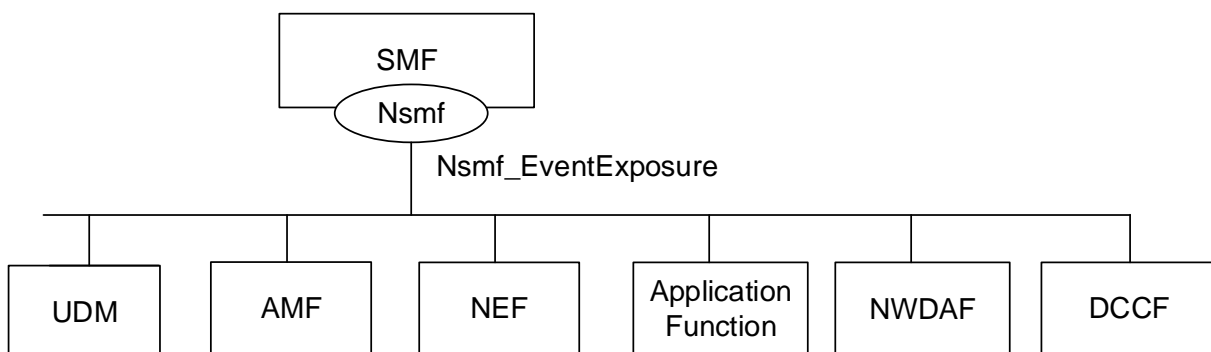 SMF
Nsmf
Nsmf_EventExposure
UDM
AMF
NEF
Application
Function
NWDAF
DCCF